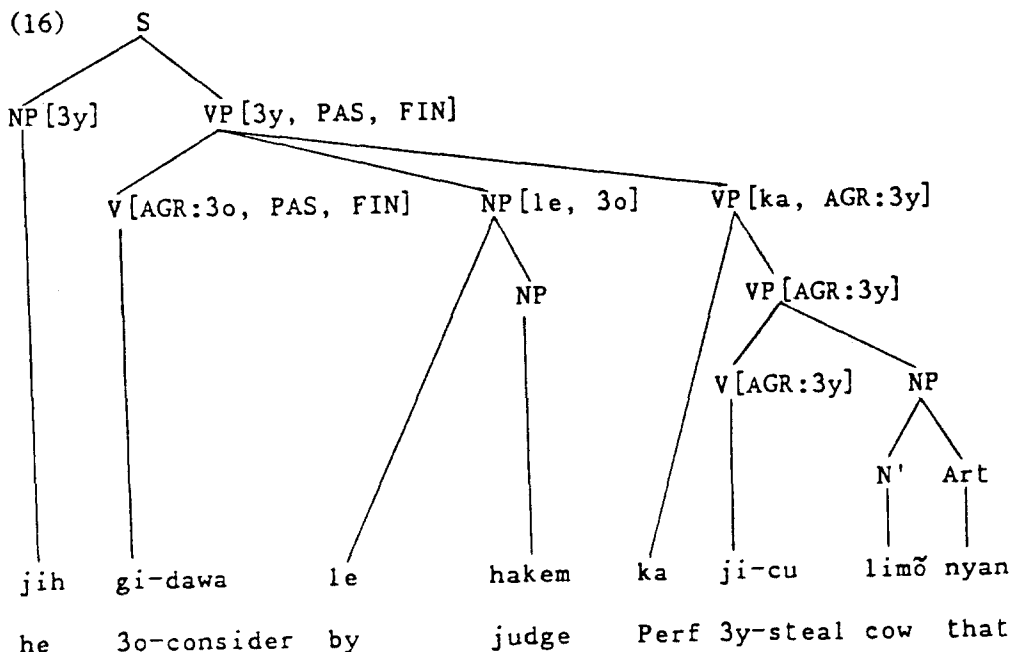 (16) S
NP[3y] VP[3y, PAS, FIN]
V[AGR:3o, PAS, FIN] NP[le, 3o] VP[ka, AGR:3y]
NP VP[AGR:3y]
V[AGR:3y] NP
N' Art
jih gi-dawa le hakem ka ji-cu limõ nyan
he 3o-consider by judge Perf 3y-steal cow that